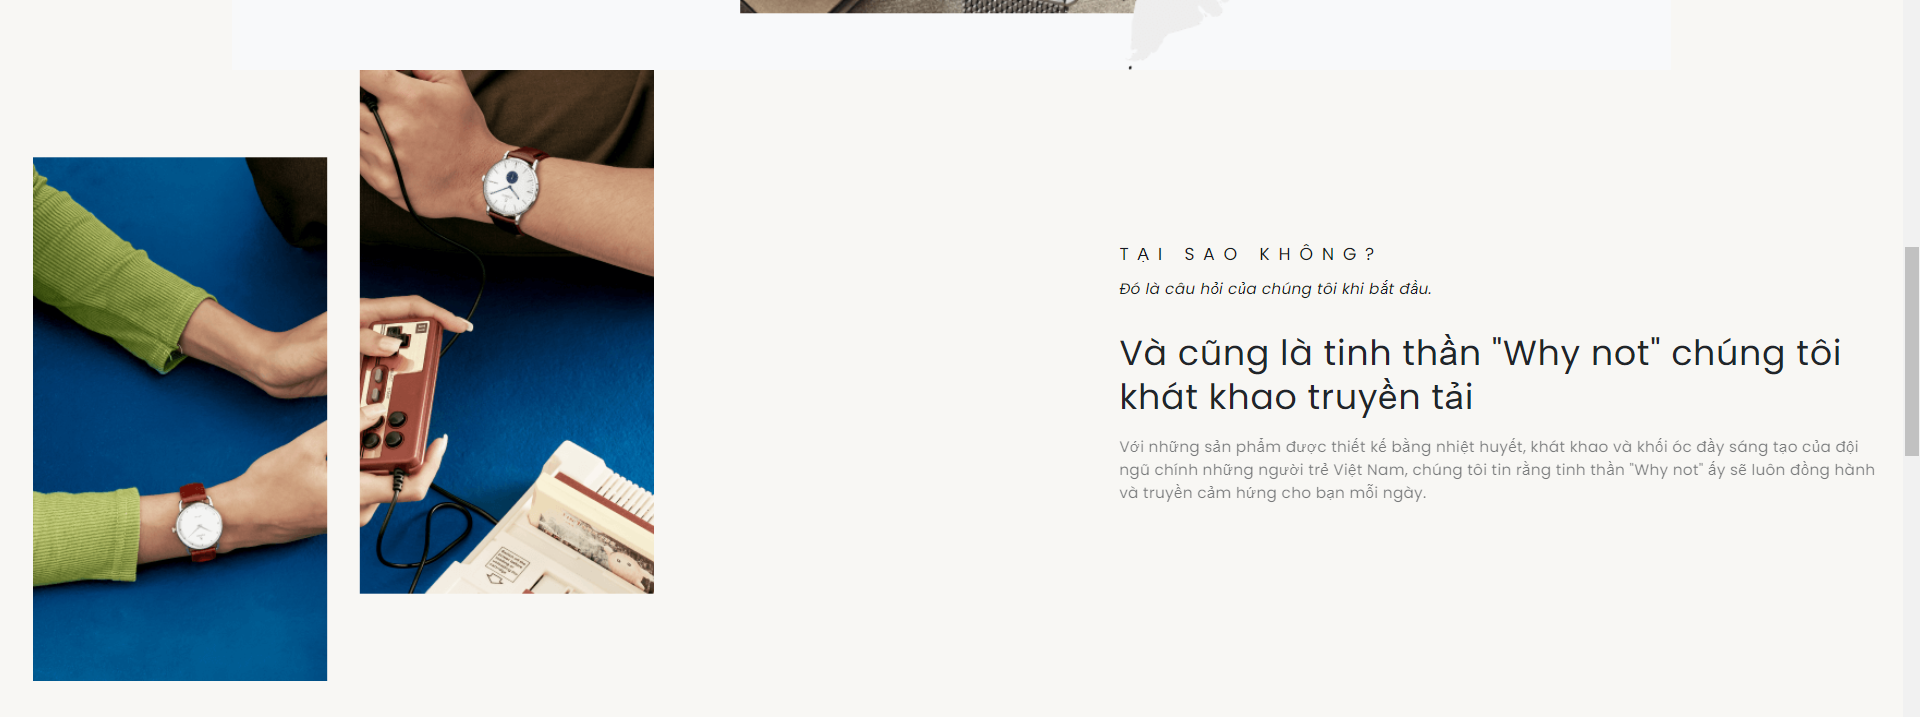 TẠI SAO KHÔNG?
Đó là câu hỏi của chúng tôi khi bắt đầu.
Và cũng là tinh thần "Why not" chúng tôi
khát khao truyền tải
Với những sản phẩm được thiết kế bằng nhiệt huyết, khát khao và khối óc đầy sáng tạo của đội
ngũ chính những người trẻ Việt Nam, chúng tôi tin rằng tinh thần "Why not" ấy sẽ luôn đồng hành
và truyền cảm hứng cho bạn mỗi ngày.